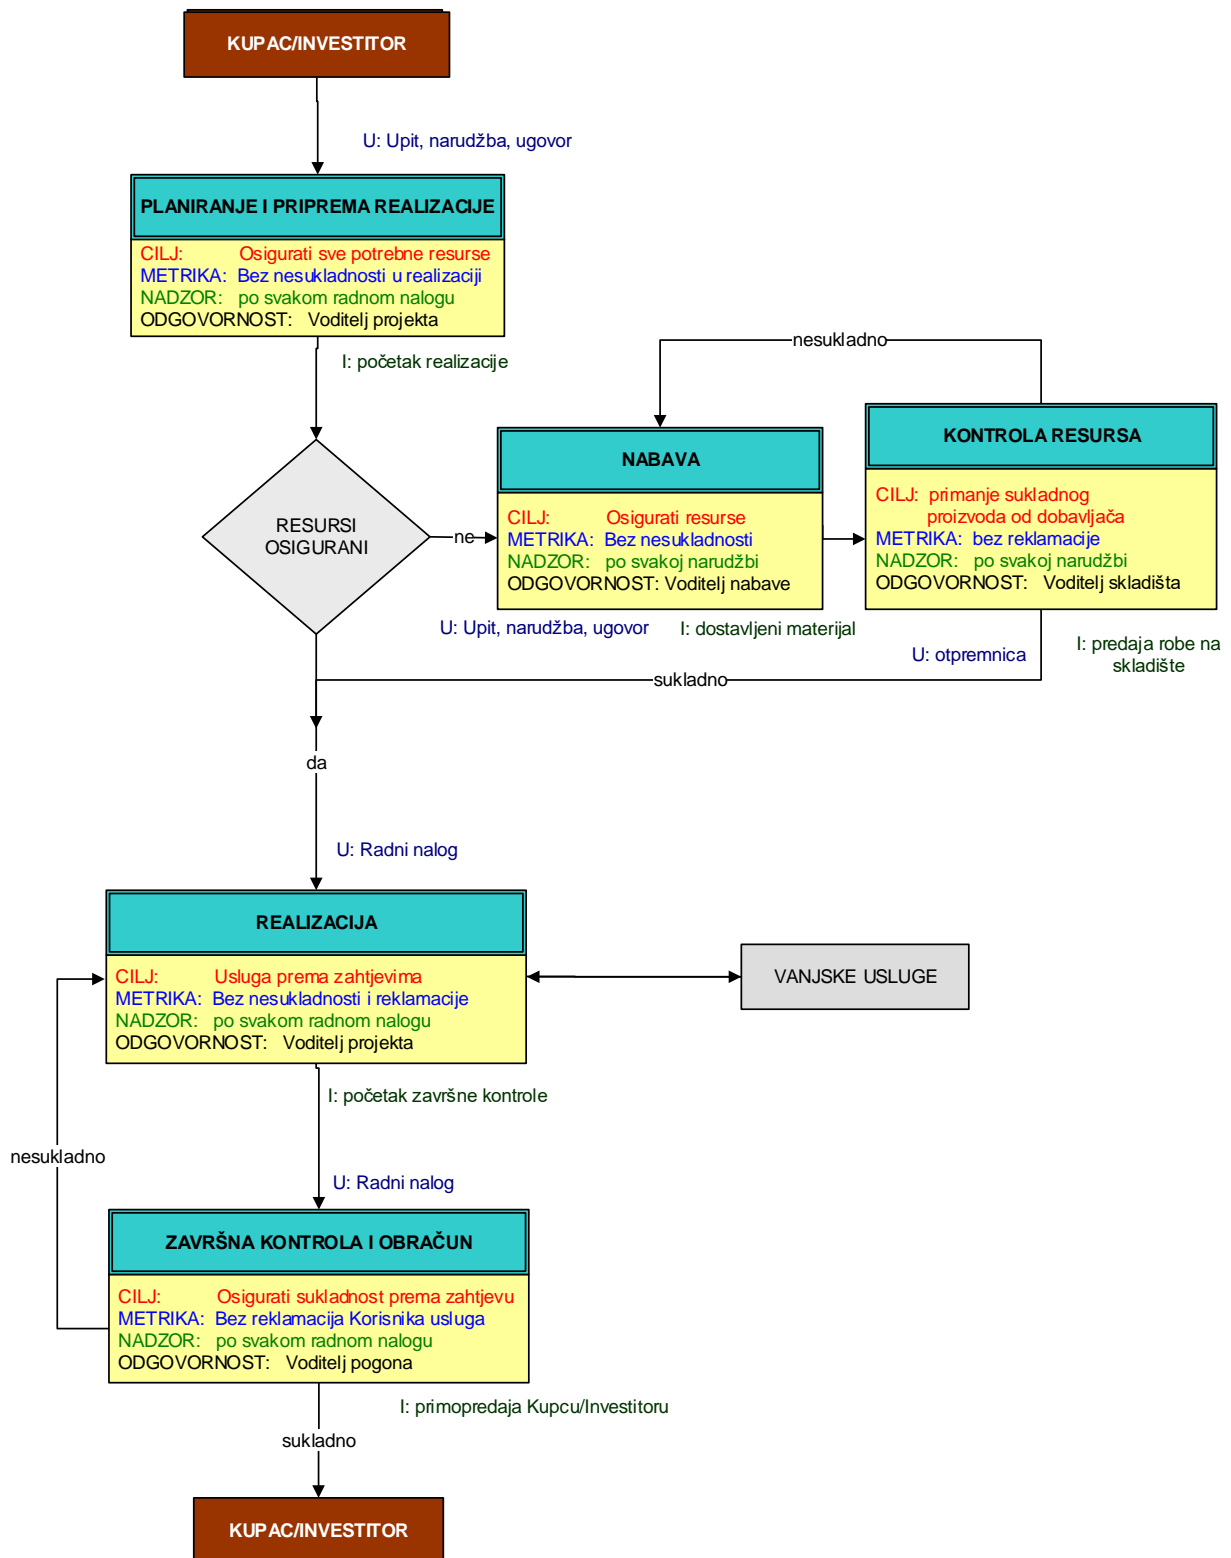 KUPAC/INVESTITOR
U: Upit, narudžba, ugovor
PLANIRANJE I PRIPREMA REALIZACIJE
CILJ: Osigurati sve potrebne resurse
METRIKA: Bez nesukladnosti u realizaciji
NADZOR: po svakom radnom nalogu
ODGOVORNOST: Voditelj projekta
I: početak realizacije
nesukladno
RESURSI
OSIGURANI
ne
NABAVA
CILJ: Osigurati resurse
METRIKA: Bez nesukladnosti
NADZOR: po svakoj narudžbi
ODGOVORNOST: Voditelj nabave
KONTROLA RESURSA
CILJ: primanje sukladnog
proizvoda od dobavljača
METRIKA: bez reklamacije
NADZOR: po svakoj narudžbi
ODGOVORNOST: Voditelj skladišta
U: Upit, narudžba, ugovor
I: dostavljeni materijal
U: otpremnica
I: predaja robe na
skladište
sukladno
da
U: Radni nalog
REALIZACIJA
CILJ: Usluga prema zahtjevima
METRIKA: Bez nesukladnosti i reklamacije
NADZOR: po svakom radnom nalogu
ODGOVORNOST: Voditelj projekta
VANJSKE USLUGE
I: početak završne kontrole
nesukladno
U: Radni nalog
ZAVRŠNA KONTROLA I OBRAČUN
CILJ: Osigurati sukladnost prema zahtjevu
METRIKA: Bez reklamacija Korisnika usluga
NADZOR: po svakom radnom nalogu
ODGOVORNOST: Voditelj pogona
I: primopredaja Kupcu/Investitoru
sukladno
KUPAC/INVESTITOR